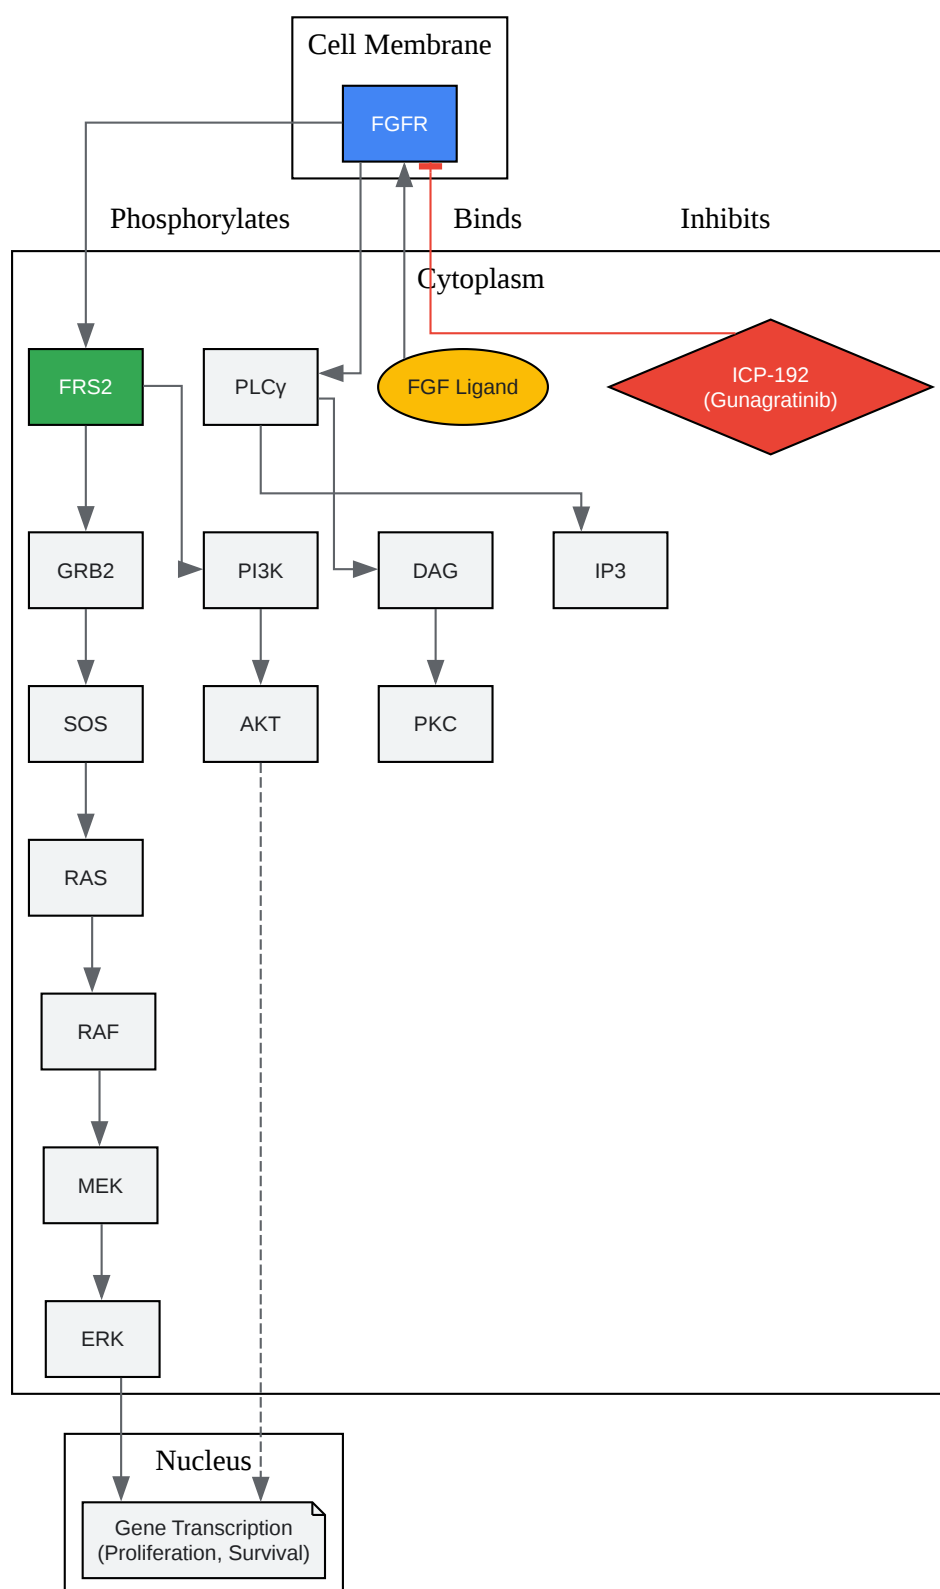 Cell Membrane
FGFR
Phosphorylates
Binds
Inhibits
Cytoplasm
FRS2
PLCγ
FGF Ligand
ICP-192
(Gunagratinib)
GRB2
PI3K
DAG
IP3
SOS
AKT
PKC
RAS
RAF
MEK
ERK
Nucleus
Gene Transcription
(Proliferation, Survival)